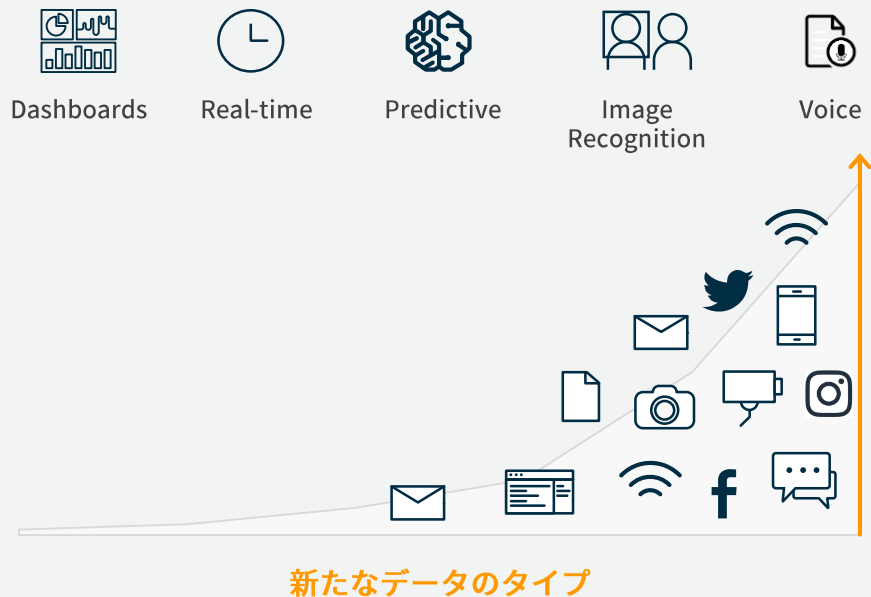 Dashboards
Real-time
Predictive
Image
Recognition
Voice
新たなデータのタイプ